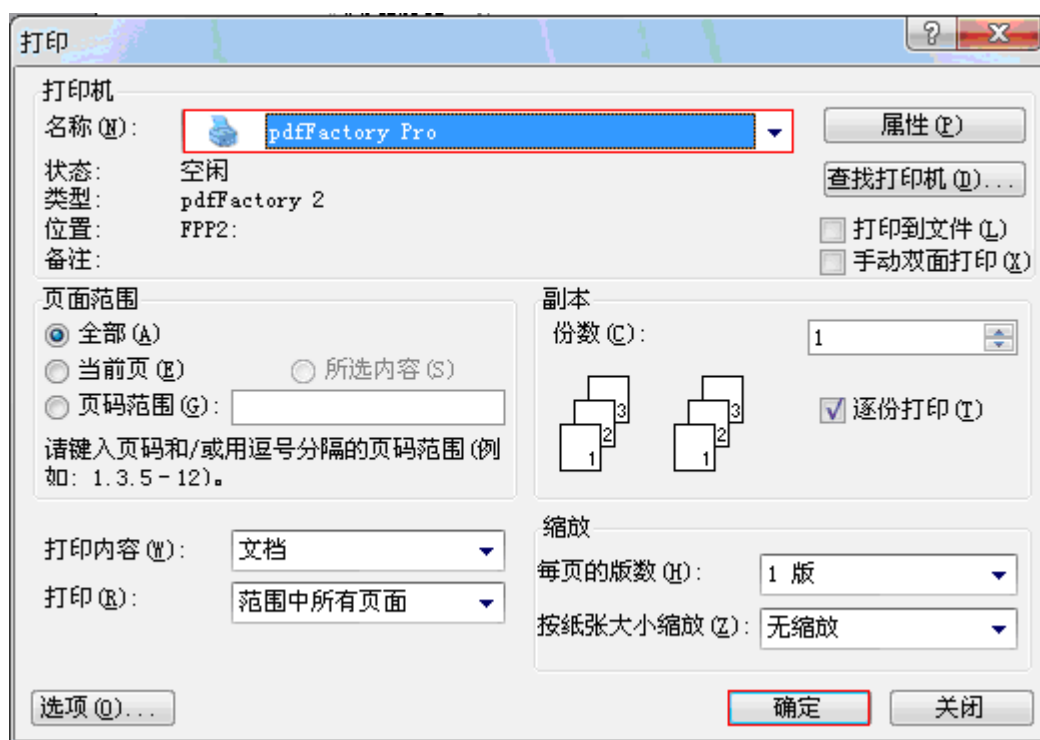 打印
打印机
名称(N): pdfFactory Pro 属性(P)
状态: 空闲 查找打印机(D)...
类型: pdfFactory 2
位置: FPP2: 打印到文件(L)
备注: 手动双面打印(X)
页面范围
全部(A)
当前页(E) 所选内容(S)
页码范围(G):
请键入页码和/或用逗号分隔的页码范围(例
如: 1.3.5-12)。
副本
份数(C): 1
3 3
2 2
1 1
逐份打印(T)
打印内容(W): 文档
打印(R): 范围中所有页面
缩放
每页的版数(H): 1 版
按纸张大小缩放(Z): 无缩放
选项(O)... 确定 关闭